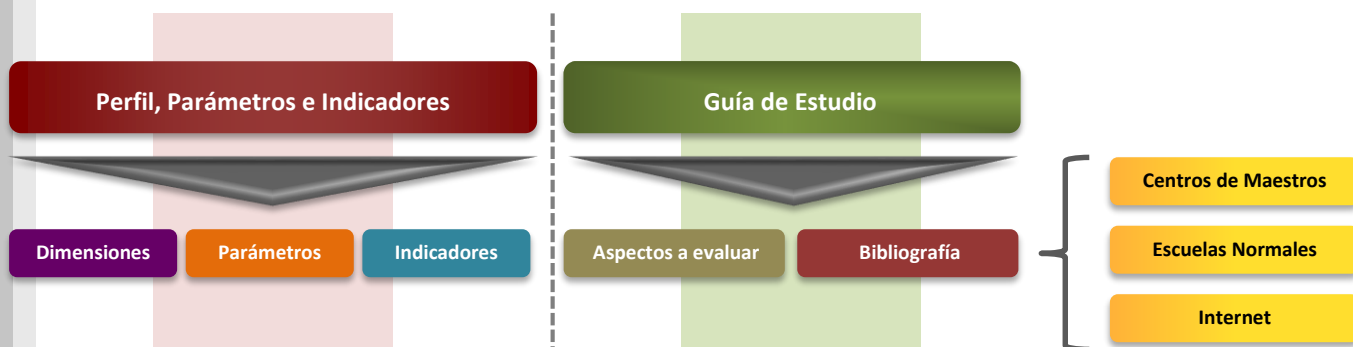 Perfil, Parámetros e Indicadores
Guía de Estudio
Dimensiones
Parámetros
Indicadores
Aspectos a evaluar
Bibliografía
Centros de Maestros
Escuelas Normales
Internet